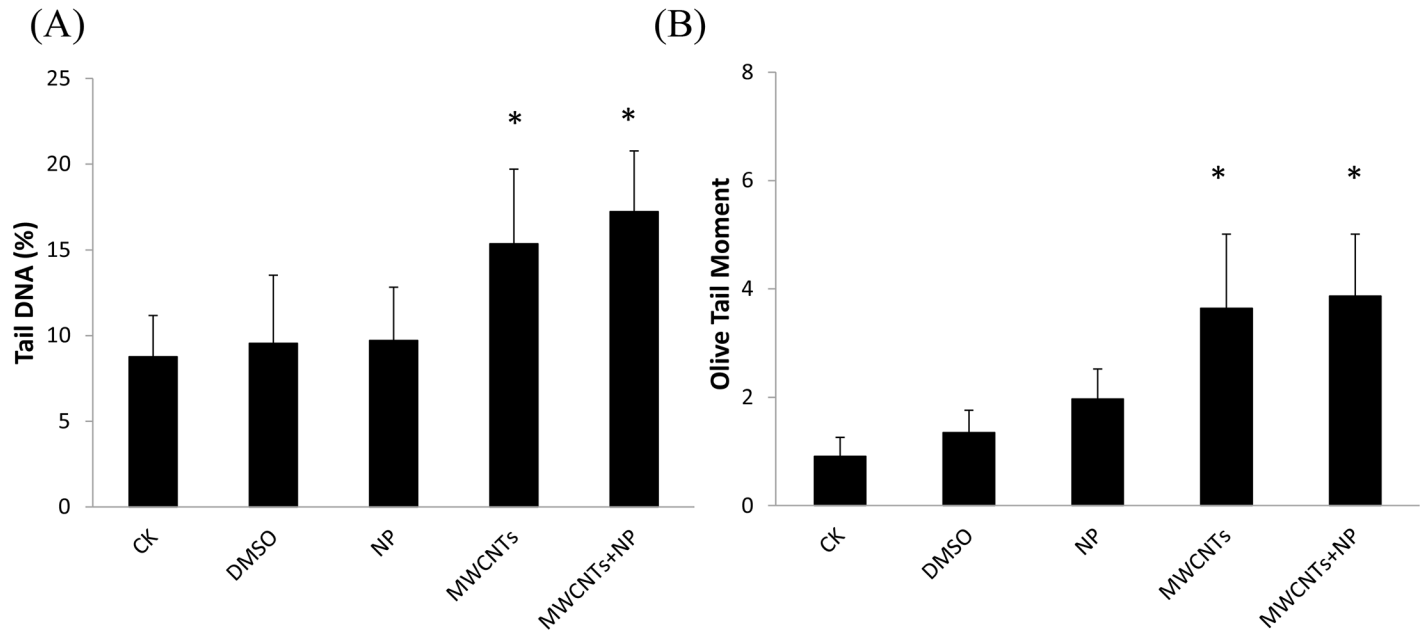 (A)
Tail DNA (%)
25
20
15
10
5
0
*
*
CK
DMSO
NP
MWCNTs
MWCNTs+NP
(B)
Olive Tail Moment
8
6
4
2
0
*
*
CK
DMSO
NP
MWCNTs
MWCNTs+NP